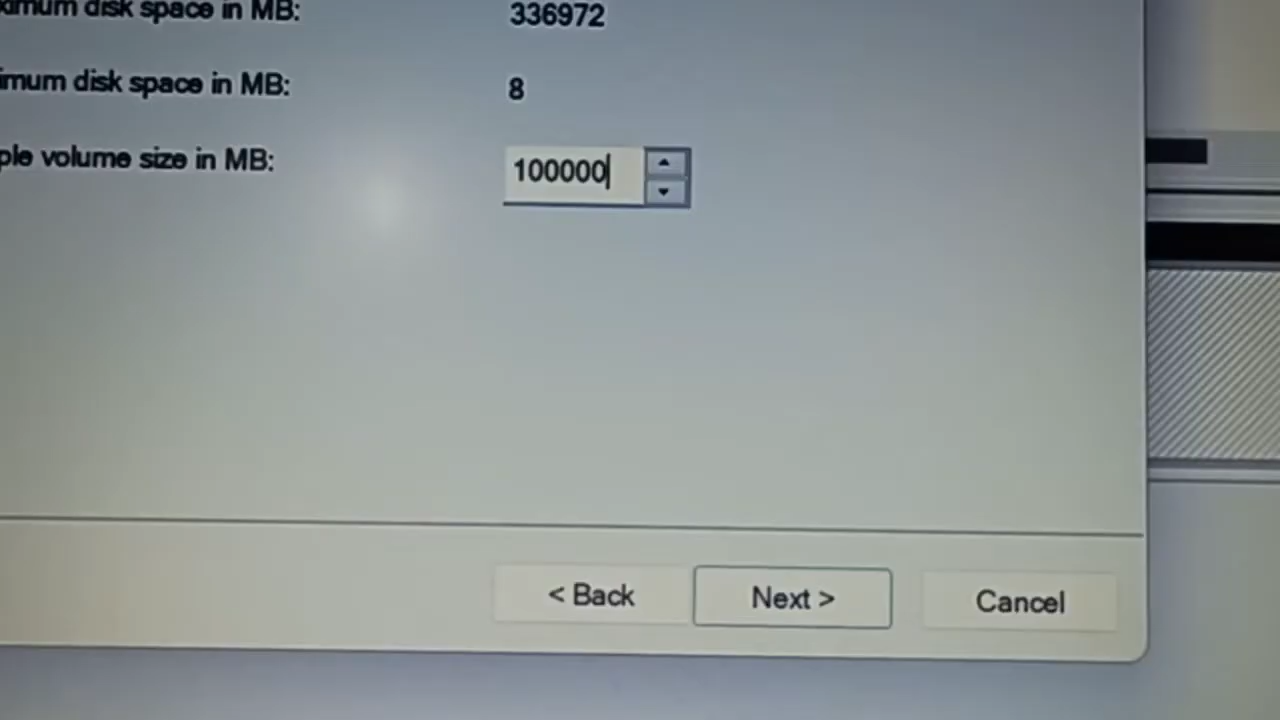 ximum disk space in MB: 336972
imum disk space in MB: 8
ple volume size in MB: 100000
< Back Next > Cancel